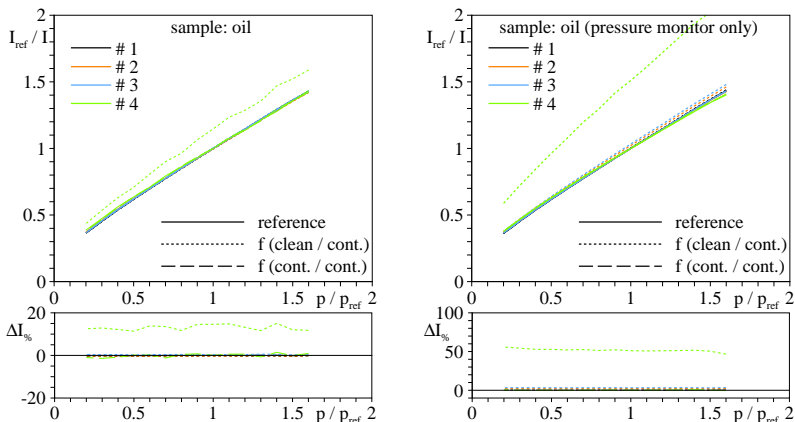 2
I_ref / I
sample: oil
# 1
# 2
# 3
# 4
1.5
1
0.5
0
reference
f (clean / cont.)
f (cont. / cont.)
0 0.5 1 1.5 p / p_ref 2
20
ΔI_%
0
-20
0 0.5 1 1.5 p / p_ref 2
2
I_ref / I
sample: oil (pressure monitor only)
# 1
# 2
# 3
# 4
1.5
1
0.5
0
reference
f (clean / cont.)
f (cont. / cont.)
0 0.5 1 1.5 p / p_ref 2
100
ΔI_%
50
0
0 0.5 1 1.5 p / p_ref 2